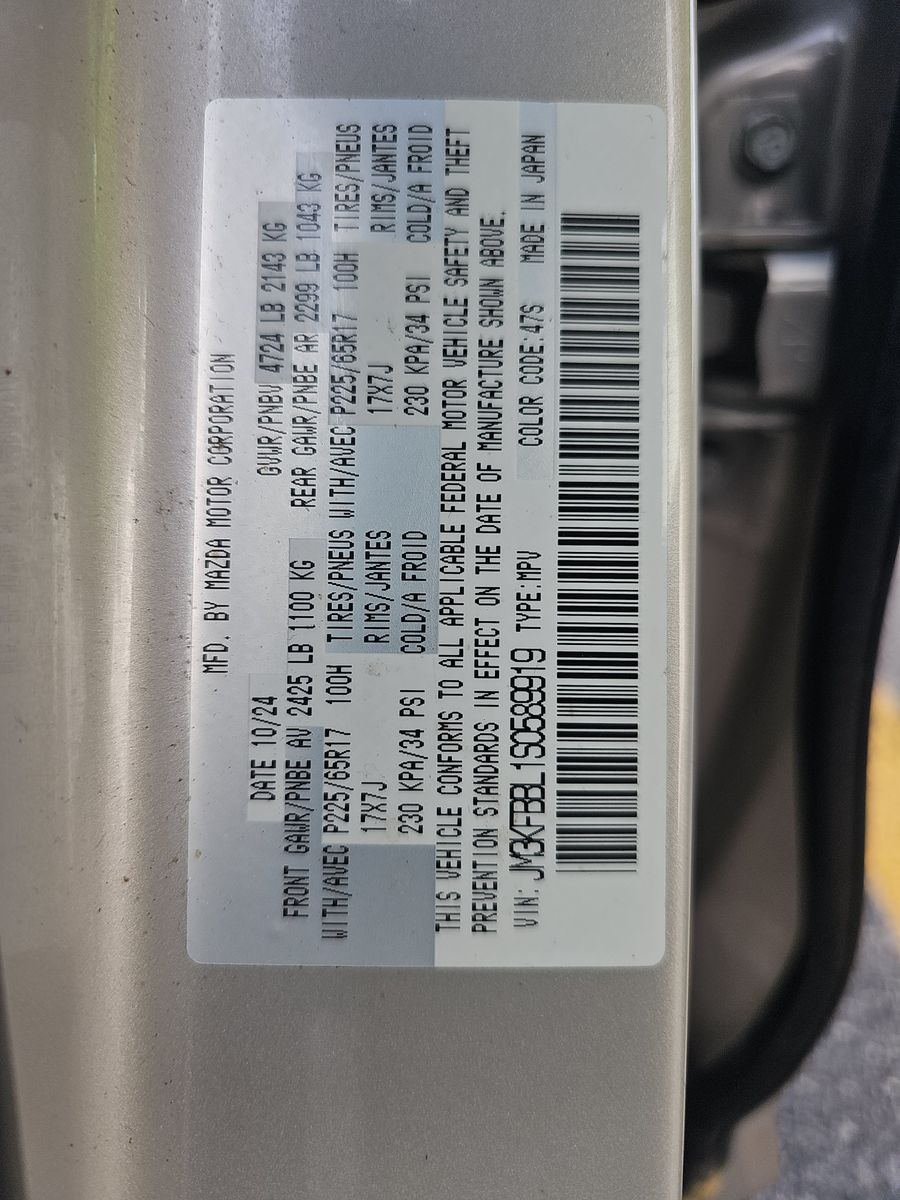 MFD. BY MAZDA MOTOR CORPORATION
DATE 10/24 GVWR/PNBV 4724 LB 2143 KG
FRONT GAWR/PNBE AV 2425 LB 1100 KG REAR GAWR/PNBE AR 2299 LB 1043 KG
WITH/AVEC P225/65R17 100H TIRES/PNEUS WITH/AVEC P225/65R17 100H TIRES/PNEUS
17X7J RIMS/JANTES 17X7J RIMS/JANTES
230 KPA/34 PSI COLD/A FROID 230 KPA/34 PSI COLD/A FROID
THIS VEHICLE CONFORMS TO ALL APPLICABLE FEDERAL MOTOR VEHICLE SAFETY AND THEFT
PREVENTION STANDARDS IN EFFECT ON THE DATE OF MANUFACTURE SHOWN ABOVE.
VIN: JM3KFBBL1S0589919 TYPE:MPV COLOR CODE:47S MADE IN JAPAN